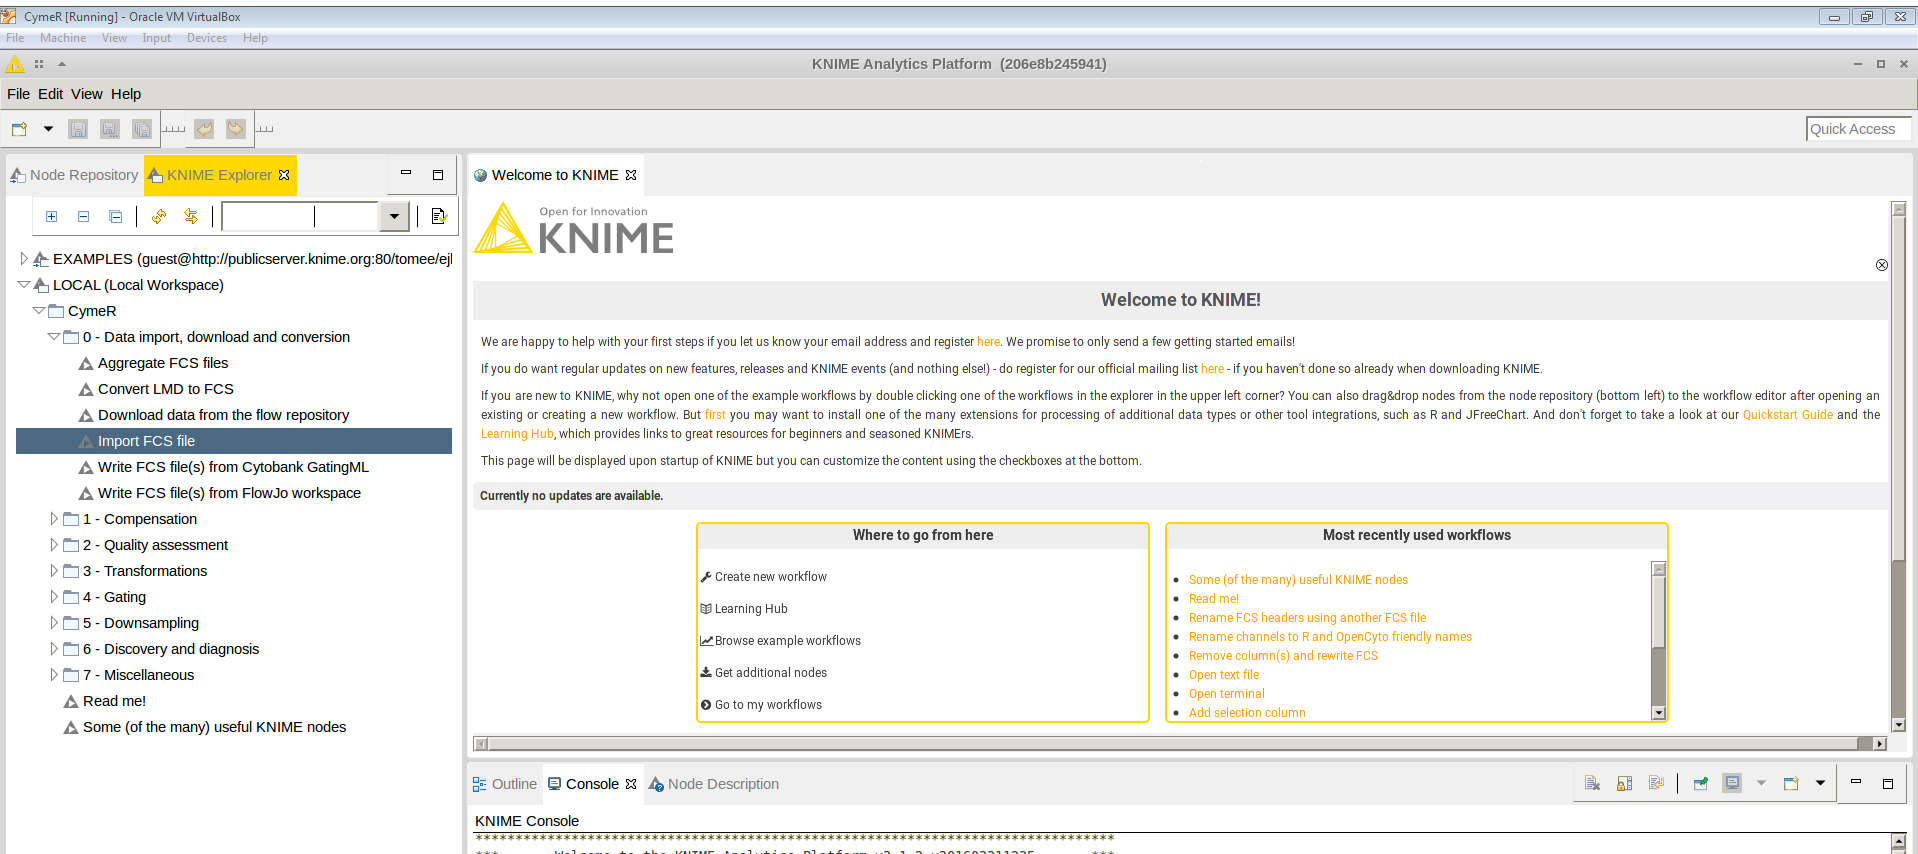 CymeR [Running] - Oracle VM VirtualBox
File Machine View Input Devices Help
KNIME Analytics Platform (206e8b245941)
File Edit View Help
Quick Access
Node Repository KNIME Explorer
EXAMPLES (guest@http://publicserver.knime.org:80/tomee/ejb
LOCAL (Local Workspace)
CymeR
0 - Data import, download and conversion
Aggregate FCS files
Convert LMD to FCS
Download data from the flow repository
Import FCS file
Write FCS file(s) from Cytobank GatingML
Write FCS file(s) from FlowJo workspace
1 - Compensation
2 - Quality assessment
3 - Transformations
4 - Gating
5 - Downsampling
6 - Discovery and diagnosis
7 - Miscellaneous
Read me!
Some (of the many) useful KNIME nodes
Welcome to KNIME
Open for Innovation
KNIME
Welcome to KNIME!
We are happy to help with your first steps if you let us know your email address and register here. We promise to only send a few getting started emails!
If you do want regular updates on new features, releases and KNIME events (and nothing else!) - do register for our official mailing list here - if you haven't done so already when downloading KNIME.
If you are new to KNIME, why not open one of the example workflows by double clicking one of the workflows in the explorer in the upper left corner? You can also drag&drop nodes from the node repository (bottom left) to the workflow editor after opening an
existing or creating a new workflow. But first you may want to install one of the many extensions for processing of additional data types or other tool integrations, such as R and JFreeChart. And don't forget to take a look at our Quickstart Guide and the
Learning Hub, which provides links to great resources for beginners and seasoned KNIMErs.
This page will be displayed upon startup of KNIME but you can customize the content using the checkboxes at the bottom.
Currently no updates are available.
Where to go from here
Create new workflow
Learning Hub
Browse example workflows
Get additional nodes
Go to my workflows
Most recently used workflows
Some (of the many) useful KNIME nodes
Read me!
Rename FCS headers using another FCS file
Rename channels to R and OpenCyto friendly names
Remove column(s) and rewrite FCS
Open text file
Open terminal
Add selection column
Outline Console Node Description
KNIME Console
********************************************************************************
*** Welcome to the KNIME Analytics Platform ***